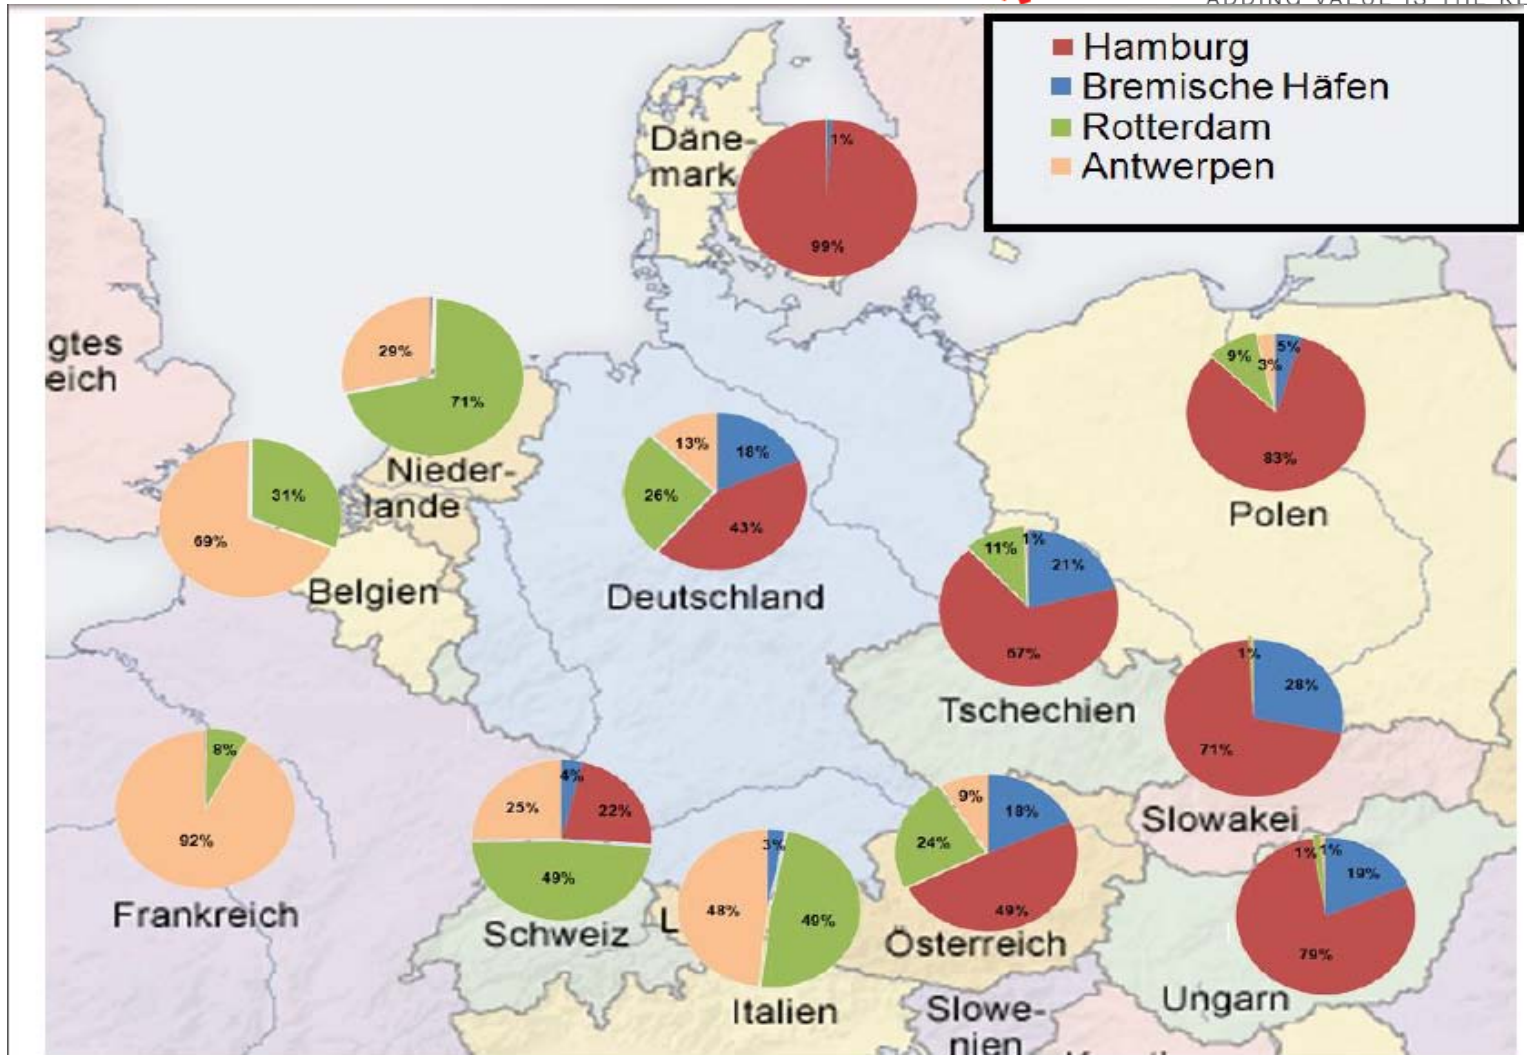 Hamburg
Bremische Häfen
Rotterdam
Antwerpen
Däne-
mark
1%
99%
gtes
eich
29%
71%
Nieder-
lande
31%
69%
Belgien
13%
18%
26%
43%
Deutschland
9%
3%
5%
83%
Polen
11%
1%
21%
67%
Tschechien
1%
28%
71%
Slowakei
8%
92%
Frankreich
4%
25%
22%
49%
Schweiz
L
3%
48%
49%
Italien
9%
18%
24%
49%
Österreich
1%
1%
19%
79%
Ungarn
Slowe-
nien